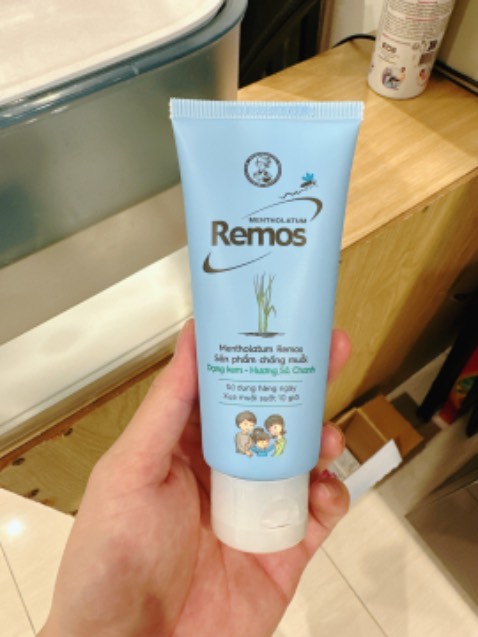 MENTHOLATUM
Remos
Mentholatum Remos
Sản phẩm chống muỗi
Dạng kem - Hương Sả Chanh
Sử dụng hàng ngày
Xua muỗi suốt 10 giờ